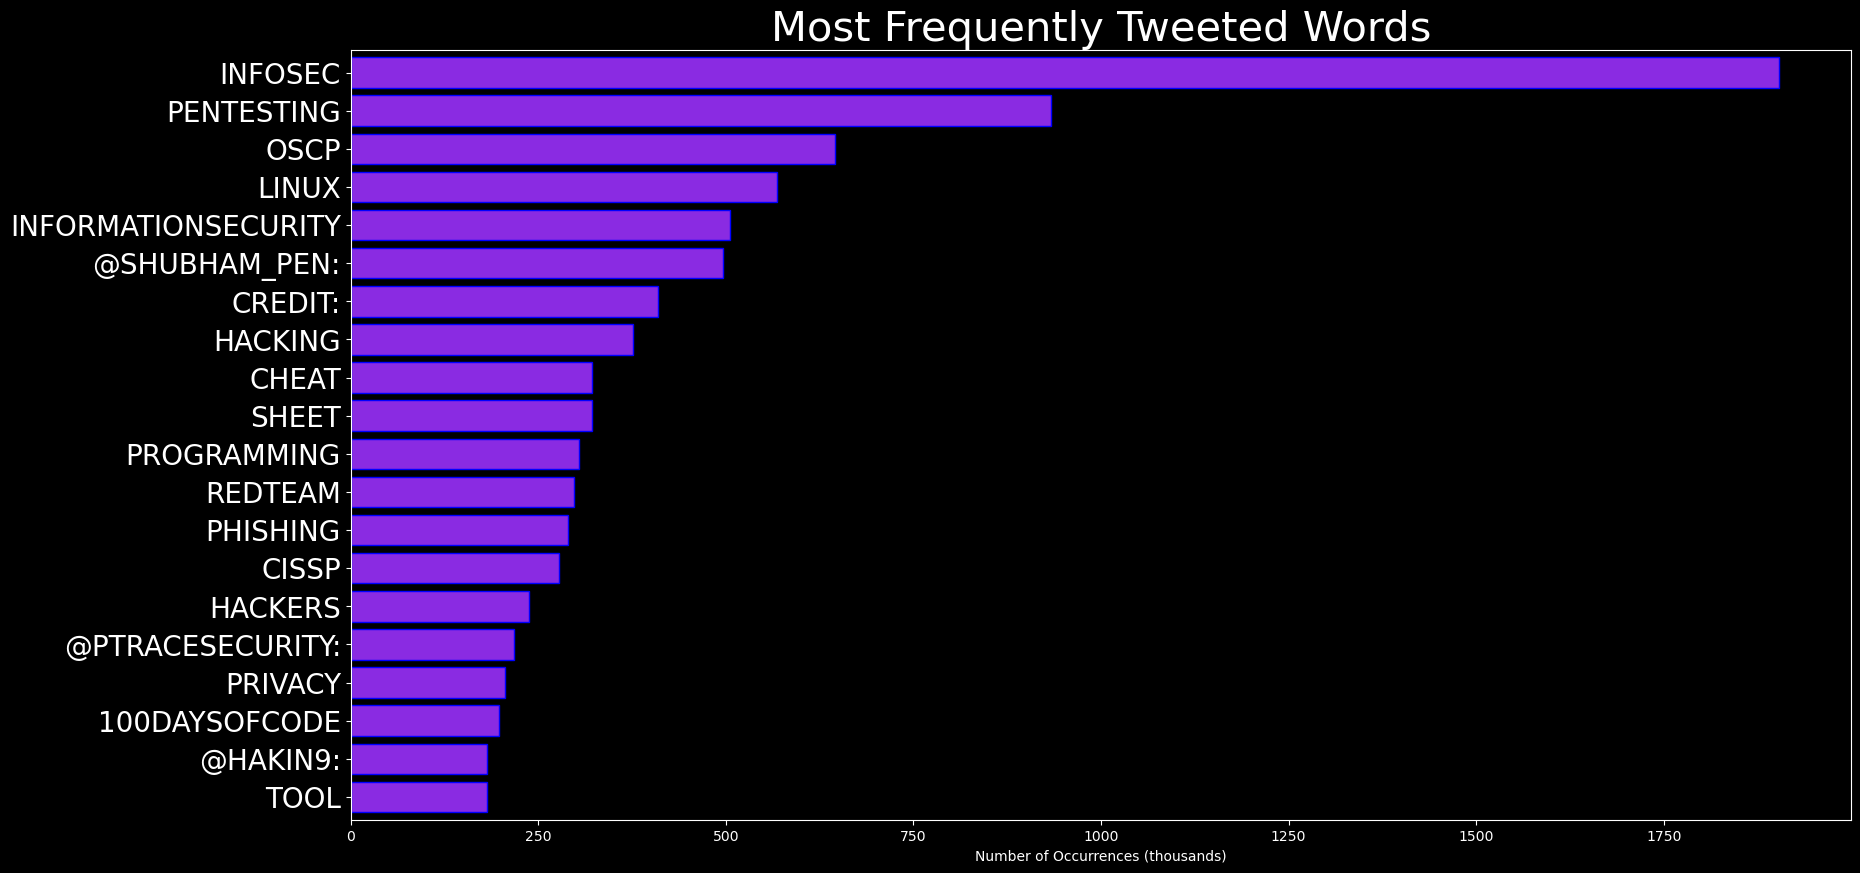 Most Frequently Tweeted Words
INFOSEC
PENTESTING
OSCP
LINUX
INFORMATIONSECURITY
@SHUBHAM_PEN:
CREDIT:
HACKING
CHEAT
SHEET
PROGRAMMING
REDTEAM
PHISHING
CISSP
HACKERS
@PTRACESECURITY:
PRIVACY
100DAYSOFCODE
@HAKIN9:
TOOL
0 250 500 750 1000 1250 1500 1750
Number of Occurrences (thousands)